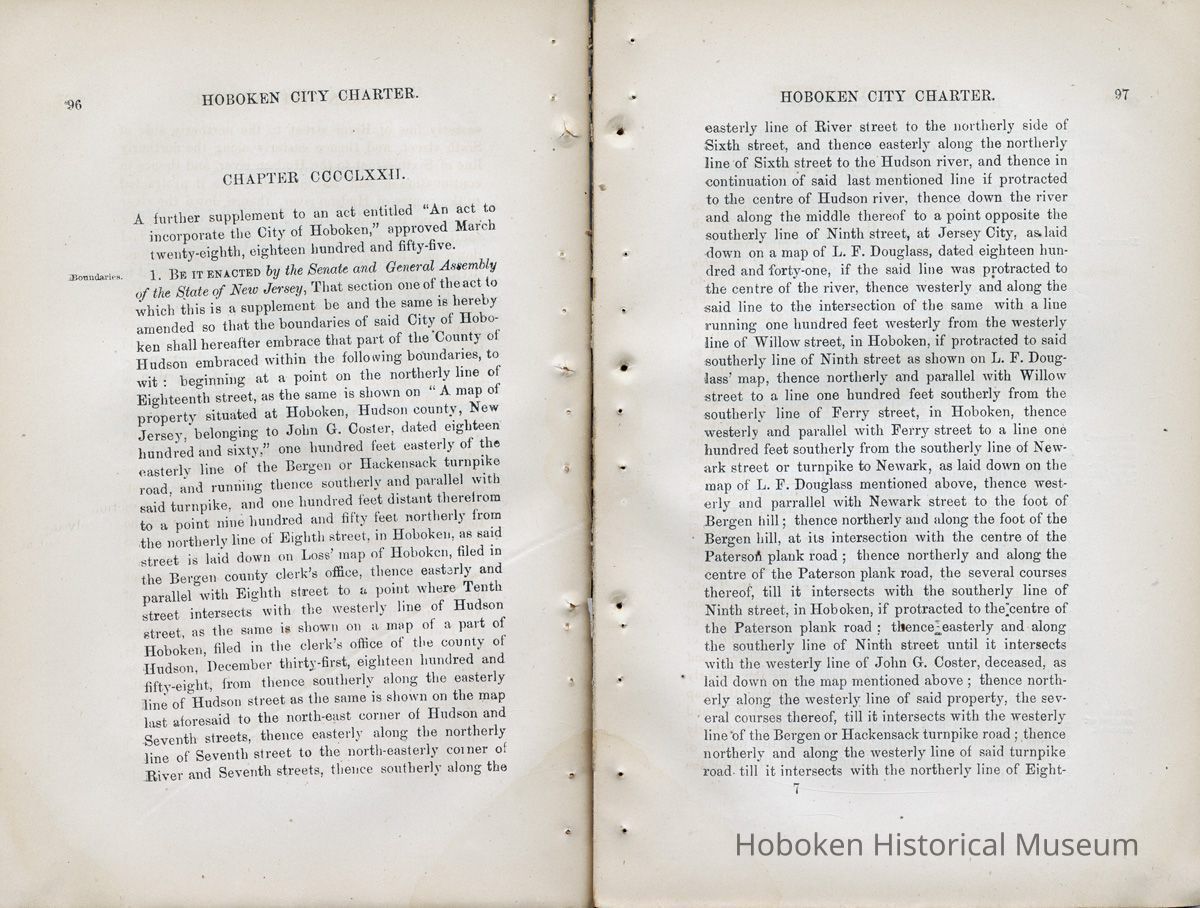 96
HOBOKEN CITY CHARTER.
CHAPTER CCCCLXXII.
A further supplement to an act entitled "An act to
incorporate the City of Hoboken," approved March
twenty-eighth, eighteen hundred and fifty-five.
Boundaries.
1. BE IT ENACTED by the Senate and General Assembly
of the State of New Jersey, That section one of the act to
which this is a supplement be and the same is hereby
amended so that the boundaries of said City of Hobo-
ken shall hereafter embrace that part of the County of
Hudson embraced within the following boundaries, to
wit : beginning at a point on the northerly line of
Eighteenth street, as the same is shown on " A map of
property situated at Hoboken, Hudson county, New
Jersey, belonging to John G. Coster, dated eighteen
hundred and sixty," one hundred feet easterly of the
easterly line of the Bergen or Hackensack turnpike
road, and running thence southerly and parallel with
said turnpike, and one hundred feet distant therefrom
to a point nine hundred and fifty feet northerly from
the northerly line of Eighth street, in Hoboken, as said
street is laid down on Loss' map of Hoboken, filed in
the Bergen county clerk's office, thence easterly and
parallel with Eighth street to a point where Tenth
street intersects with the westerly line of Hudson
street, as the same is shown on a map of a part of
Hoboken, filed in the clerk's office of the county of
Hudson, December thirty-first, eighteen hundred and
fifty-eight, from thence southerly along the easterly
line of Hudson street as the same is shown on the map
last aforesaid to the north-east corner of Hudson and
Seventh streets, thence easterly along the northerly
line of Seventh street to the north-easterly corner of
River and Seventh streets, thence southerly along the
HOBOKEN CITY CHARTER.
97
easterly line of River street to the northerly side of
Sixth street, and thence easterly along the northerly
line of Sixth street to the Hudson river, and thence in
continuation of said last mentioned line if protracted
to the centre of Hudson river, thence down the river
and along the middle thereof to a point opposite the
southerly line of Ninth street, at Jersey City, as laid
down on a map of L. F. Douglass, dated eighteen hun-
dred and forty-one, if the said line was protracted to
the centre of the river, thence westerly and along the
said line to the intersection of the same with a line
running one hundred feet westerly from the westerly
line of Willow street, in Hoboken, if protracted to said
southerly line of Ninth street as shown on L. F. Doug-
lass' map, thence northerly and parallel with Willow
street to a line one hundred feet southerly from the
southerly line of Ferry street, in Hoboken, thence
westerly and parallel with Ferry street to a line one
hundred feet southerly from the southerly line of New-
ark street or turnpike to Newark, as laid down on the
map of L. F. Douglass mentioned above, thence west-
erly and parrallel with Newark street to the foot of
Bergen hill ; thence northerly and along the foot of the
Bergen hill, at its intersection with the centre of the
Paterson plank road ; thence northerly and along the
centre of the Paterson plank road, the several courses
thereof, till it intersects with the southerly line of
Ninth street, in Hoboken, if protracted to the centre of
the Paterson plank road ; thence easterly and along
the southerly line of Ninth street until it intersects
with the westerly line of John G. Coster, deceased, as
laid down on the map mentioned above ; thence north-
erly along the westerly line of said property, the sev-
eral courses thereof, till it intersects with the westerly
line of the Bergen or Hackensack turnpike road ; thence
northerly and along the westerly line of said turnpike
road till it intersects with the northerly line of Eight-
7
Hoboken Historical Museum